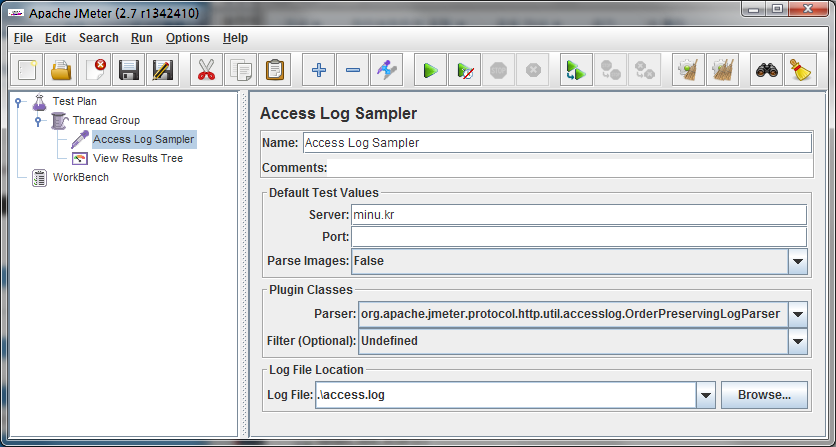 Apache JMeter (2.7 r1342410)
File Edit Search Run Options Help
Test Plan
Thread Group
Access Log Sampler
View Results Tree
WorkBench
Access Log Sampler
Name: Access Log Sampler
Comments:
Default Test Values
Server: minu.kr
Port:
Parse Images: False
Plugin Classes
Parser: org.apache.jmeter.protocol.http.util.accesslog.OrderPreservingLogParser
Filter (Optional): Undefined
Log File Location
Log File: .\access.log Browse...